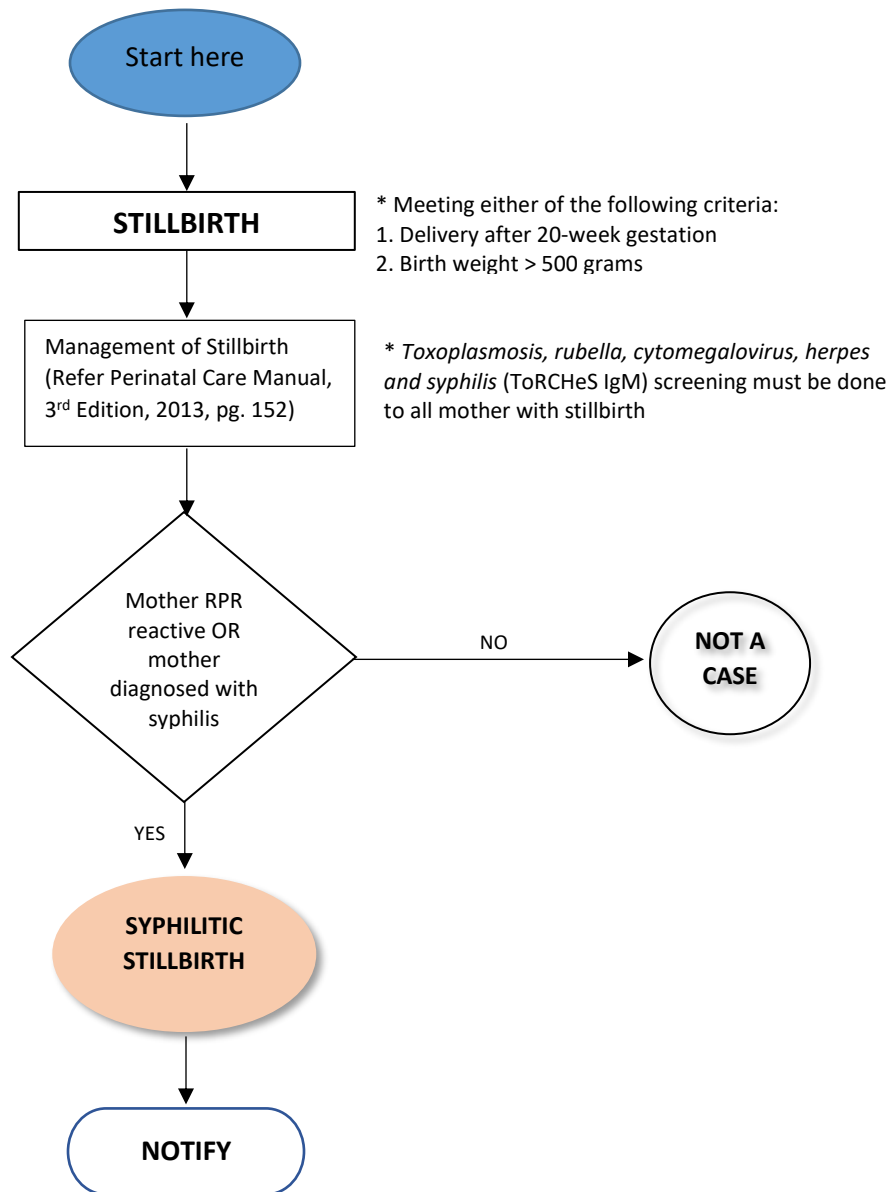 Start here
STILLBIRTH
* Meeting either of the following criteria:
1. Delivery after 20-week gestation
2. Birth weight > 500 grams
Management of Stillbirth
(Refer Perinatal Care Manual,
3rd Edition, 2013, pg. 152)
* Toxoplasmosis, rubella, cytomegalovirus, herpes
and syphilis (ToRCHeS IgM) screening must be done
to all mother with stillbirth
Mother RPR
reactive OR
mother
diagnosed with
syphilis
NO
NOT A
CASE
YES
SYPHILITIC
STILLBIRTH
NOTIFY